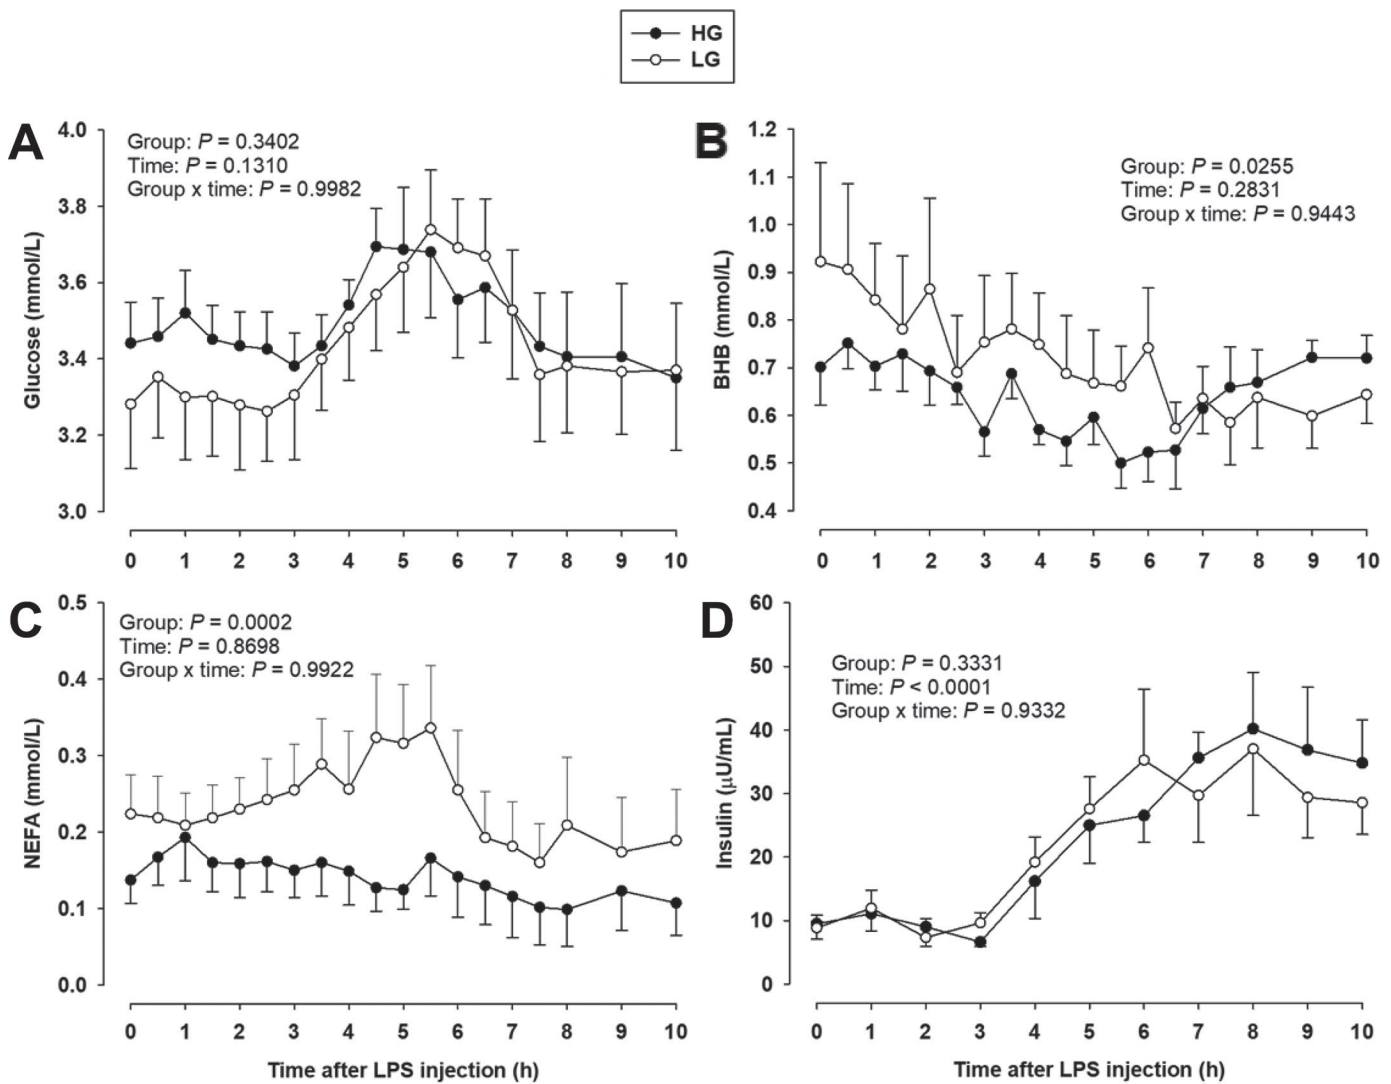 HG
LG
A
4.0
3.8
3.6
3.4
3.2
3.0
Glucose (mmol/L)
Group: P = 0.3402
Time: P = 0.1310
Group x time: P = 0.9982
0 1 2 3 4 5 6 7 8 9 10
B
1.2
1.1
1.0
0.9
0.8
0.7
0.6
0.5
0.4
BHB (mmol/L)
Group: P = 0.0255
Time: P = 0.2831
Group x time: P = 0.9443
0 1 2 3 4 5 6 7 8 9 10
C
0.5
0.4
0.3
0.2
0.1
0.0
NEFA (mmol/L)
Group: P = 0.0002
Time: P = 0.8698
Group x time: P = 0.9922
0 1 2 3 4 5 6 7 8 9 10
Time after LPS injection (h)
D
60
50
40
30
20
10
0
Insulin (µU/mL)
Group: P = 0.3331
Time: P < 0.0001
Group x time: P = 0.9332
0 1 2 3 4 5 6 7 8 9 10
Time after LPS injection (h)